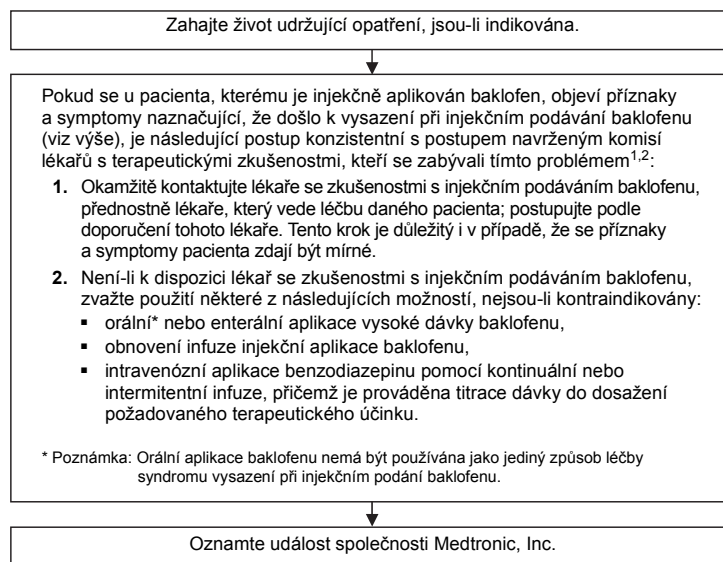 Zahajte život udržující opatření, jsou-li indikována.
Pokud se u pacienta, kterému je injekčně aplikován baklofen, objeví příznaky
a symptomy naznačující, že došlo k vysazení při injekčním podávání baklofenu
(viz výše), je následující postup konzistentní s postupem navrženým komisí
lékařů s terapeutickými zkušenostmi, kteří se zabývali tímto problémem1,2:
1. Okamžitě kontaktujte lékaře se zkušenostmi s injekčním podáváním baklofenu,
přednostně lékaře, který vede léčbu daného pacienta; postupujte podle
doporučení tohoto lékaře. Tento krok je důležitý i v případě, že se příznaky
a symptomy pacienta zdají být mírné.
2. Není-li k dispozici lékař se zkušenostmi s injekčním podáváním baklofenu,
zvažte použití některé z následujících možností, nejsou-li kontraindikovány:
▪ orální* nebo enterální aplikace vysoké dávky baklofenu,
▪ obnovení infuze injekční aplikace baklofenu,
▪ intravenózní aplikace benzodiazepinu pomocí kontinuální nebo
intermitentní infuze, přičemž je prováděna titrace dávky do dosažení
požadovaného terapeutického účinku.
* Poznámka: Orální aplikace baklofenu nemá být používána jako jediný způsob léčby
syndromu vysazení při injekčním podání baklofenu.
Oznamte událost společnosti Medtronic, Inc.